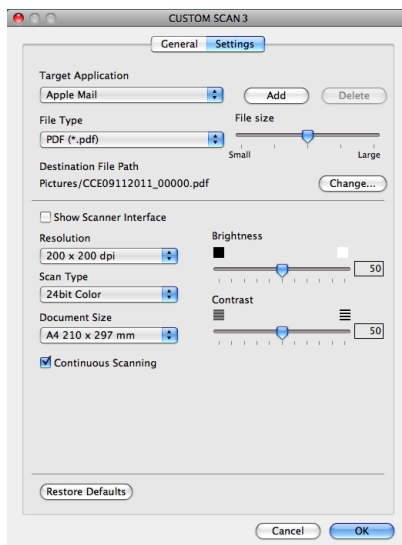 CUSTOM SCAN 3
General Settings
Target Application
Apple Mail Add Delete
File Type File size
PDF (*.pdf)
Small Large
Destination File Path
Pictures/CCE09112011_00000.pdf Change...
Show Scanner Interface
Resolution Brightness
200 x 200 dpi 50
Scan Type
24bit Color
Contrast
Document Size
A4 210 x 297 mm 50
Continuous Scanning
Restore Defaults
Cancel OK